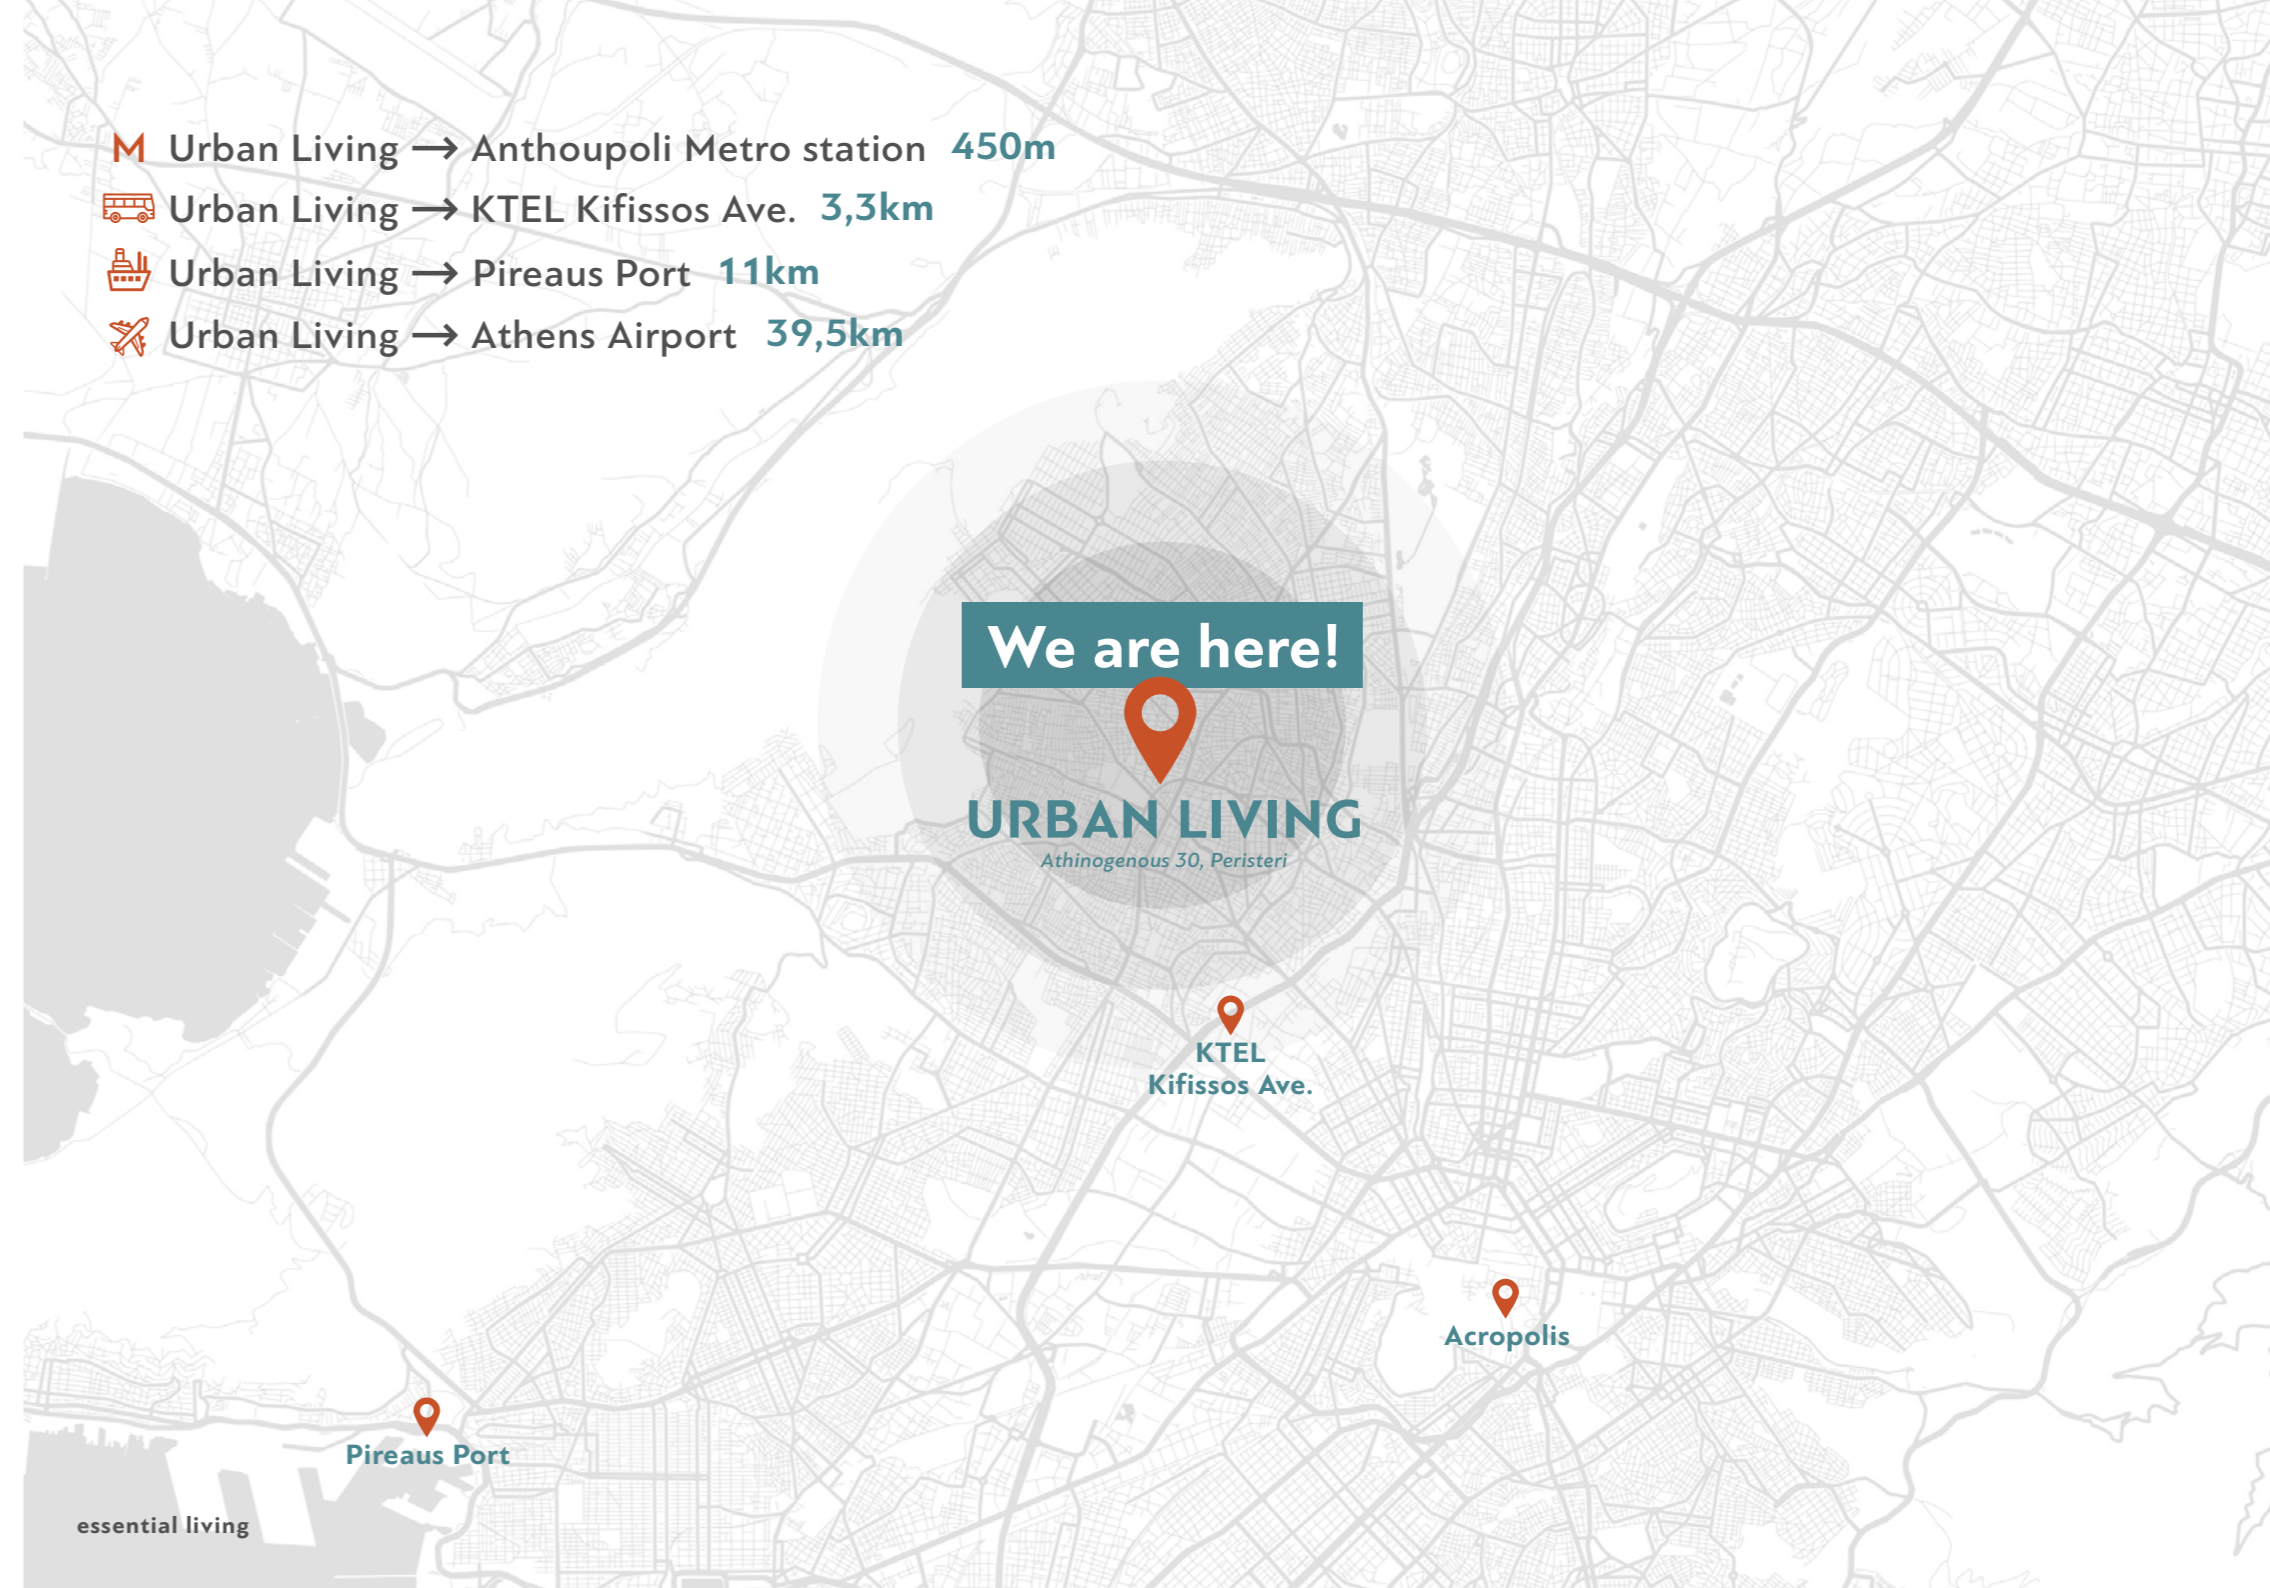 M Urban Living → Anthoupoli Metro station 450m
Urban Living → KTEL Kifissos Ave. 3,3km
Urban Living → Pireaus Port 11km
Urban Living → Athens Airport 39,5km
We are here!
URBAN LIVING
Athinogenous 30, Peristeri
KTEL
Kifissos Ave.
Acropolis
Pireaus Port
essential living